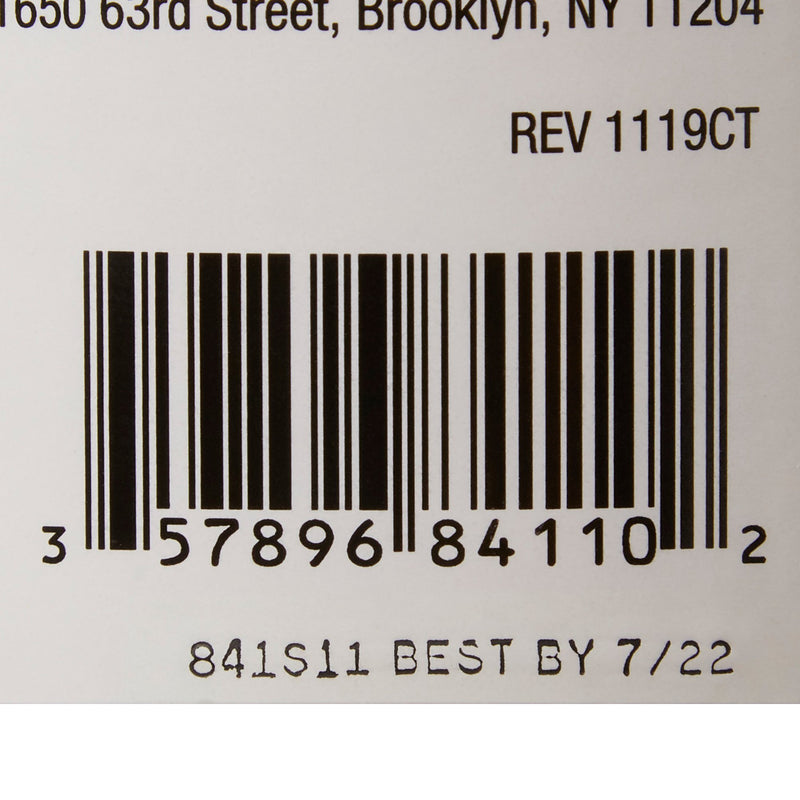 1650 63rd Street, Brooklyn, NY 11204
REV 1119CT
3 57896 84110 2
841S11 BEST BY 7/22